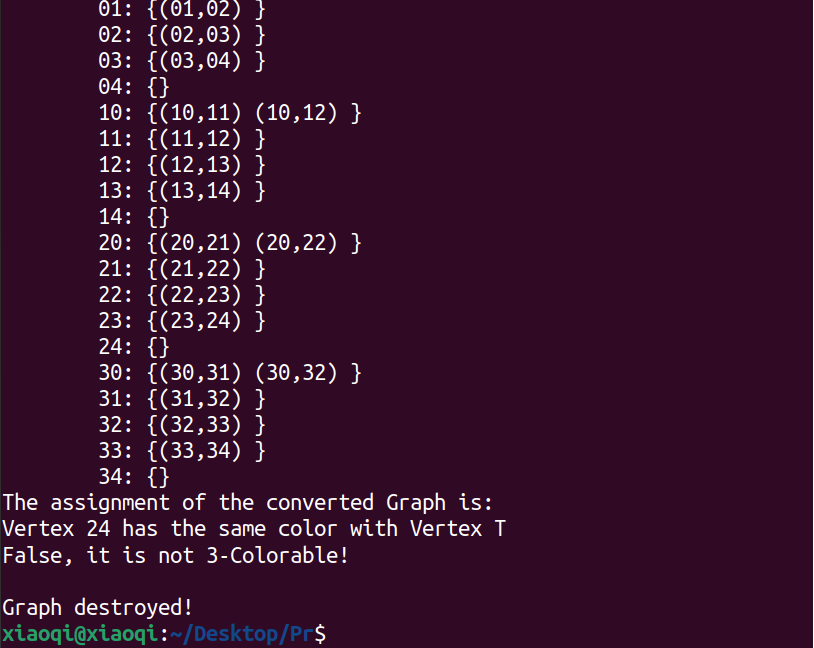 01: {(01,02) }
02: {(02,03) }
03: {(03,04) }
04: {}
10: {(10,11) (10,12) }
11: {(11,12) }
12: {(12,13) }
13: {(13,14) }
14: {}
20: {(20,21) (20,22) }
21: {(21,22) }
22: {(22,23) }
23: {(23,24) }
24: {}
30: {(30,31) (30,32) }
31: {(31,32) }
32: {(32,33) }
33: {(33,34) }
34: {}
The assignment of the converted Graph is:
Vertex 24 has the same color with Vertex T
False, it is not 3-Colorable!
Graph destroyed!
xiaoqi@xiaoqi:~/Desktop/Pr$